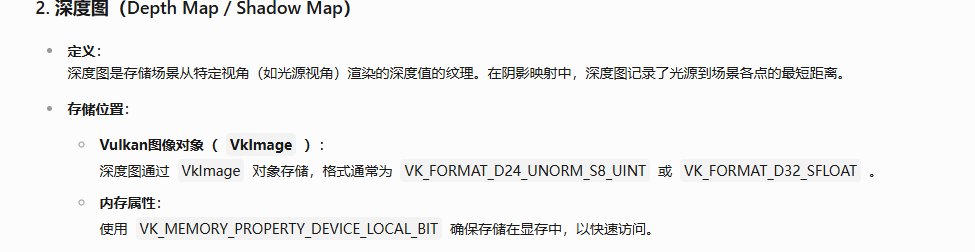 2. 深度图（Depth Map / Shadow Map）
定义：
深度图是存储场景从特定视角（如光源视角）渲染的深度值的纹理。在阴影映射中，深度图记录了光源到场景各点的最短距离。
存储位置：
Vulkan图像对象（ VkImage ）：
深度图通过 VkImage 对象存储，格式通常为 VK_FORMAT_D24_UNORM_S8_UINT 或 VK_FORMAT_D32_SFLOAT 。
内存属性：
使用 VK_MEMORY_PROPERTY_DEVICE_LOCAL_BIT 确保存储在显存中，以快速访问。